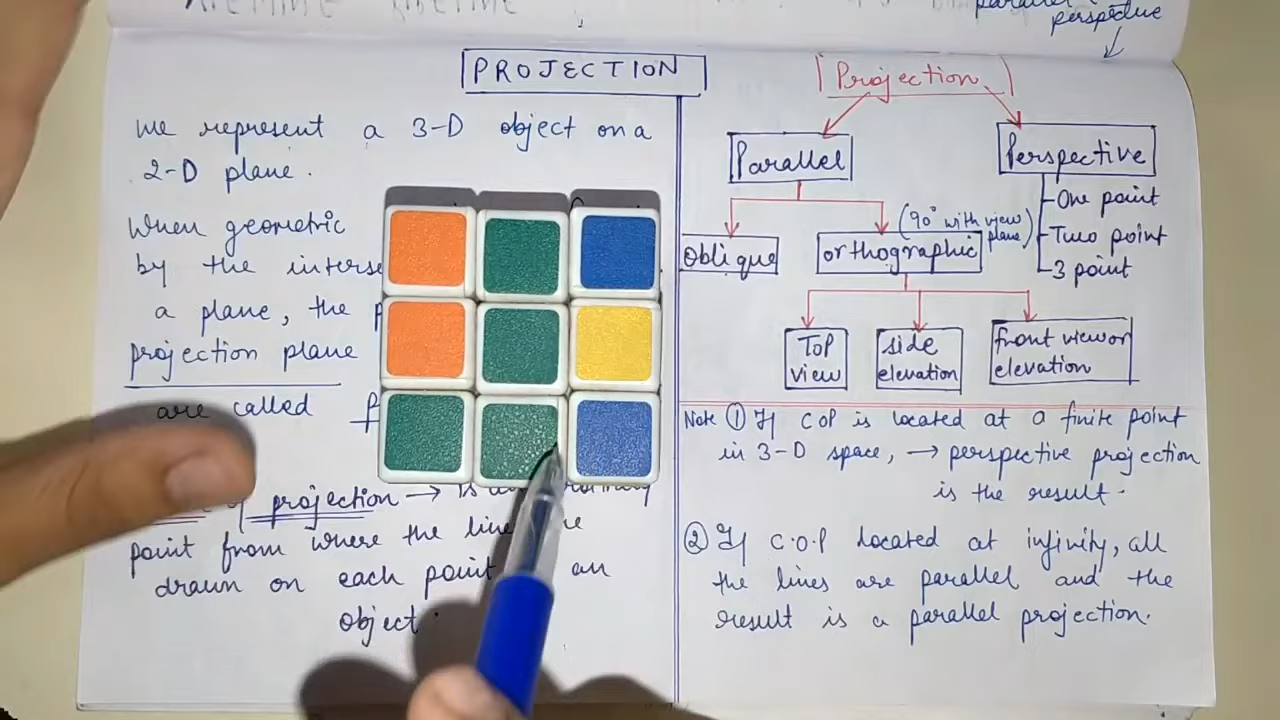 perspective
PROJECTION
we represent a 3-D object on a
2-D plane.
When geometric
by the inters
a plane, the
projection plane
are called
projection → is
point from where the line
drawn on each point an
object.
Projection
Parallel
Perspective
One point
Two point
3 point
(90° with view
plane)
oblique
orthographic
Top
view
side
elevation
front view or
elevation
Note ① If COP is located at a finite point
in 3-D space, → perspective projection
is the result.
② If C.O.P located at infinity, all
the lines are parallel and the
result is a parallel projection.